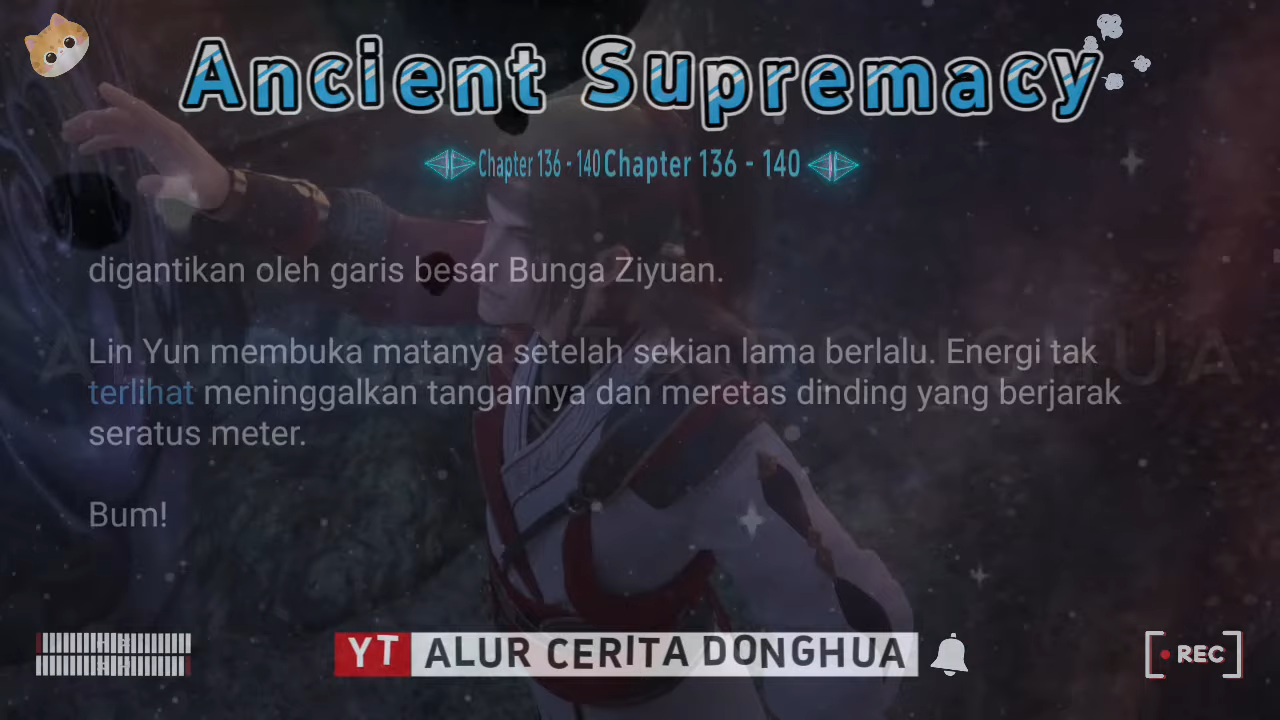 Ancient Supremacy
Chapter 136 - 140 Chapter 136 - 140
digantikan oleh garis besar Bunga Ziyuan.
Lin Yun membuka matanya setelah sekian lama berlalu. Energi tak
terlihat meninggalkan tangannya dan meretas dinding yang berjarak
seratus meter.
Bum!
YT ALUR CERITA DONGHUA
REC